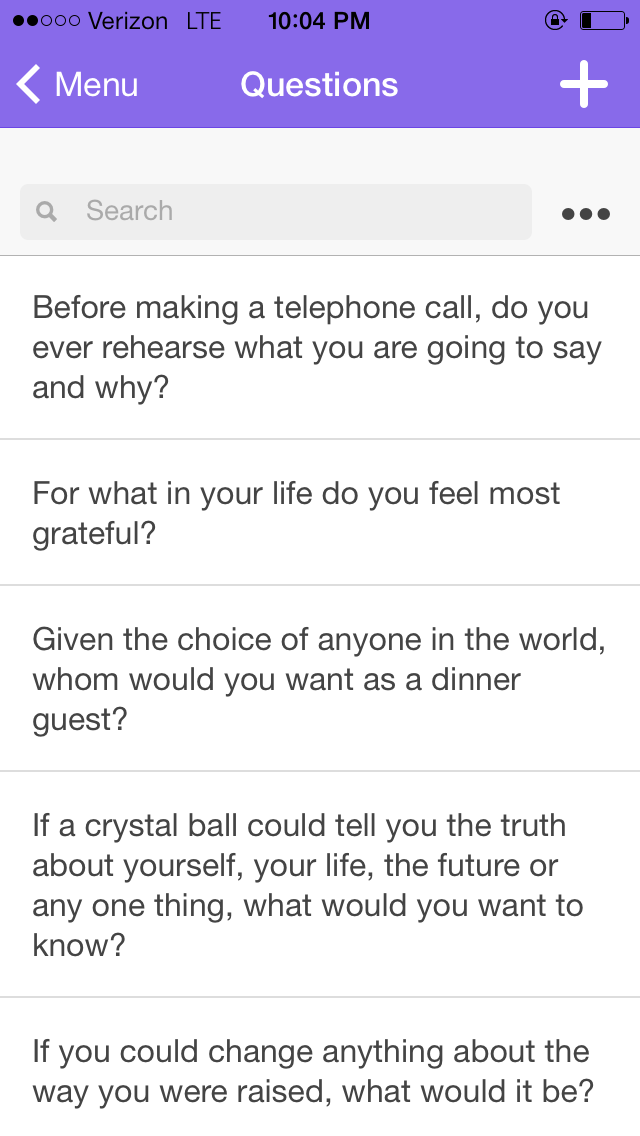 Verizon LTE 10:04 PM
Menu Questions
Search
Before making a telephone call, do you
ever rehearse what you are going to say
and why?
For what in your life do you feel most
grateful?
Given the choice of anyone in the world,
whom would you want as a dinner
guest?
If a crystal ball could tell you the truth
about yourself, your life, the future or
any one thing, what would you want to
know?
If you could change anything about the
way you were raised, what would it be?